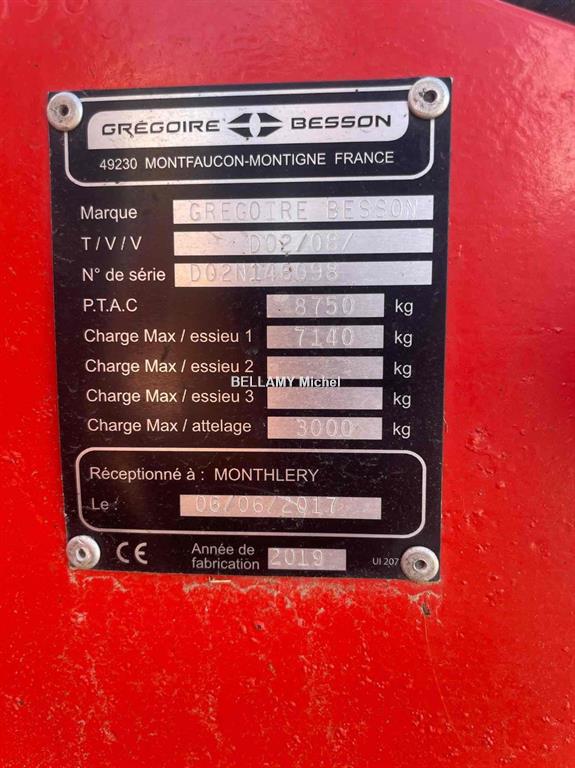 GRÉGOIRE BESSON
49230 MONTFAUCON-MONTIGNE FRANCE
Marque GREGOIRE BESSON
T / V / V D02/08/
N° de série D02N148098
P.T.A.C 8750 kg
Charge Max / essieu 1 7140 kg
Charge Max / essieu 2 kg
BELLAMY Michel
Charge Max / essieu 3 kg
Charge Max / attelage 3000 kg
Réceptionné à : MONTHLERY
Le : 06/06/2017
CE Année de fabrication 2019 UI 207